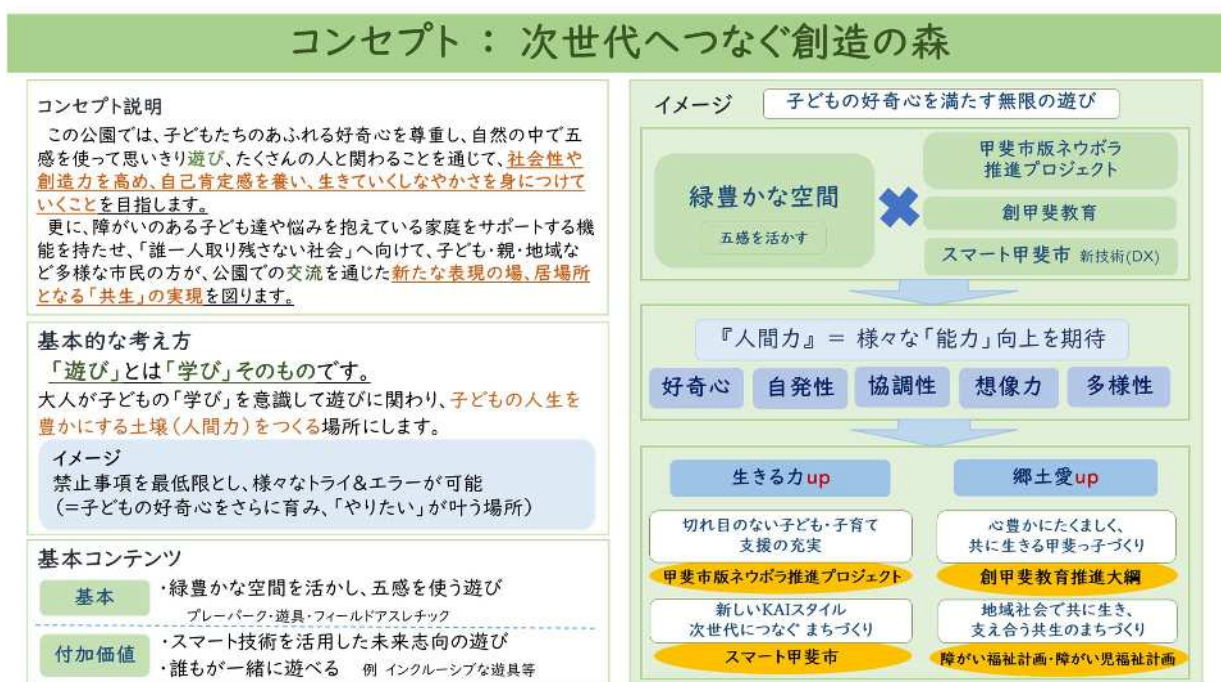 コンセプト : 次世代へつなぐ創造の森
コンセプト説明
この公園では、子どもたちのあふれる好奇心を尊重し、自然の中で五
感を使って思いきり遊び、たくさんの人と関わることを通じて、社会性や
創造力を高め、自己肯定感を養い、生きていくしなやかさを身につけて
いくことを目指します。
更に、障がいのある子ども達や悩みを抱えている家庭をサポートする機
能を持たせ、「誰一人取り残さない社会」へ向けて、子ども・親・地域な
ど多様な市民の方が、公園での交流を通じた新たな表現の場、居場所
となる「共生」の実現を図ります。
基本的な考え方
「遊び」とは「学び」そのものです。
大人が子どもの「学び」を意識して遊びに関わり、子どもの人生を
豊かにする土壌(人間力)をつくる場所にします。
イメージ
禁止事項を最低限とし、様々なトライ&エラーが可能
(=子どもの好奇心をさらに育み、「やりたい」が叶う場所)
基本コンテンツ
基本
・緑豊かな空間を活かし、五感を使う遊び
プレーパーク・遊具・フィールドアスレチック
付加価値
・スマート技術を活用した未来志向の遊び
・誰もが一緒に遊べる 例 インクルーシブな遊具等
イメージ
子どもの好奇心を満たす無限の遊び
緑豊かな空間
五感を活かす
甲斐市版ネウボラ
推進プロジェクト
創甲斐教育
スマート甲斐市 新技術(DX)
『人間力』= 様々な「能力」向上を期待
好奇心 自発性 協調性 想像力 多様性
生きる力up
切れ目のない子ども・子育て
支援の充実
甲斐市版ネウボラ推進プロジェクト
新しいKAIスタイル
次世代につなぐ まちづくり
スマート甲斐市
郷土愛up
心豊かにたくましく、
共に生きる甲斐っ子づくり
創甲斐教育推進大綱
地域社会で共に生き、
支え合う共生のまちづくり
障がい福祉計画・障がい児福祉計画